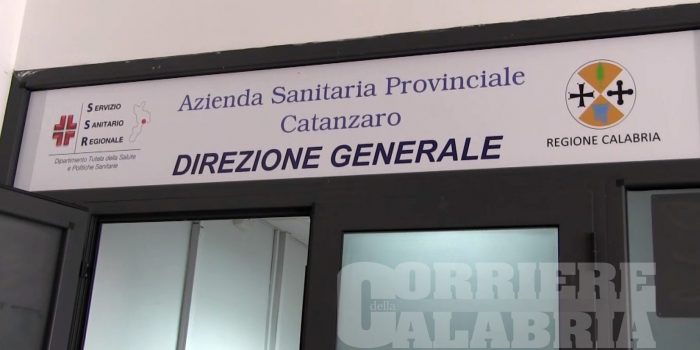 SERVIZIO
SANITARIO
REGIONALE
Dipartimento Tutela della Salute
e Politiche Sanitarie
Azienda Sanitaria Provinciale
Catanzaro
DIREZIONE GENERALE
REGIONE CALABRIA
CORRIERE
della
CALABRIA